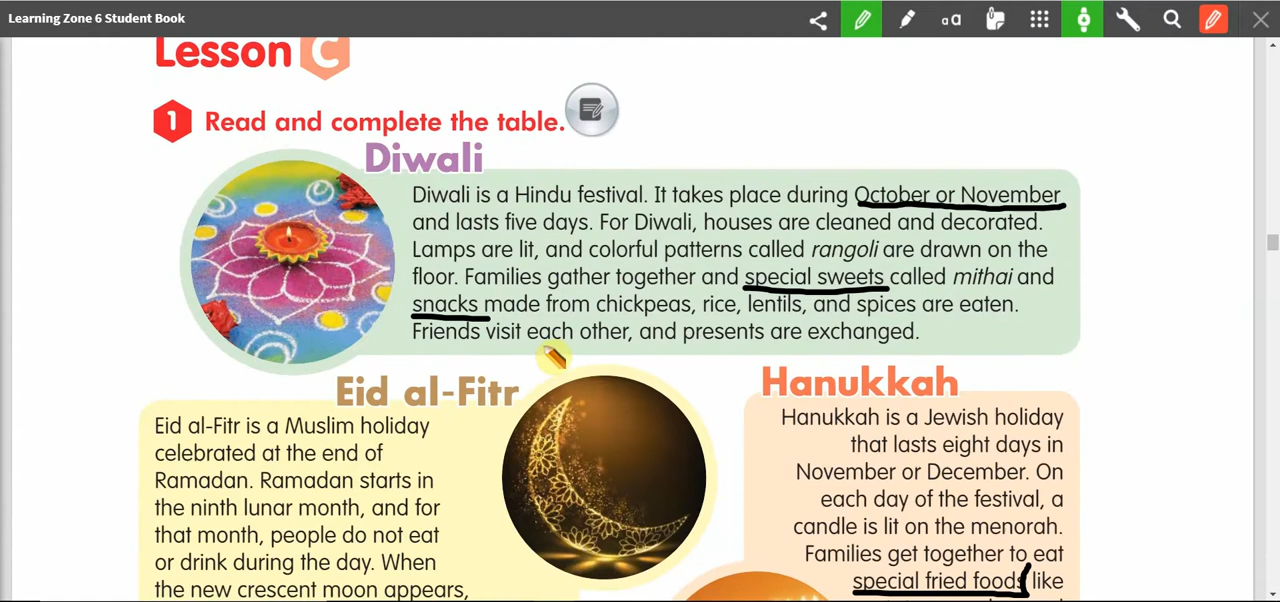 Learning Zone 6 Student Book
aA
Lesson C
1 Read and complete the table.
Diwali
Diwali is a Hindu festival. It takes place during October or November
and lasts five days. For Diwali, houses are cleaned and decorated.
Lamps are lit, and colorful patterns called rangoli are drawn on the
floor. Families gather together and special sweets called mithai and
snacks made from chickpeas, rice, lentils, and spices are eaten.
Friends visit each other, and presents are exchanged.
Eid al-Fitr
Eid al-Fitr is a Muslim holiday
celebrated at the end of
Ramadan. Ramadan starts in
the ninth lunar month, and for
that month, people do not eat
or drink during the day. When
the new crescent moon appears,
Hanukkah
Hanukkah is a Jewish holiday
that lasts eight days in
November or December. On
each day of the festival, a
candle is lit on the menorah.
Families get together to eat
special fried foods like